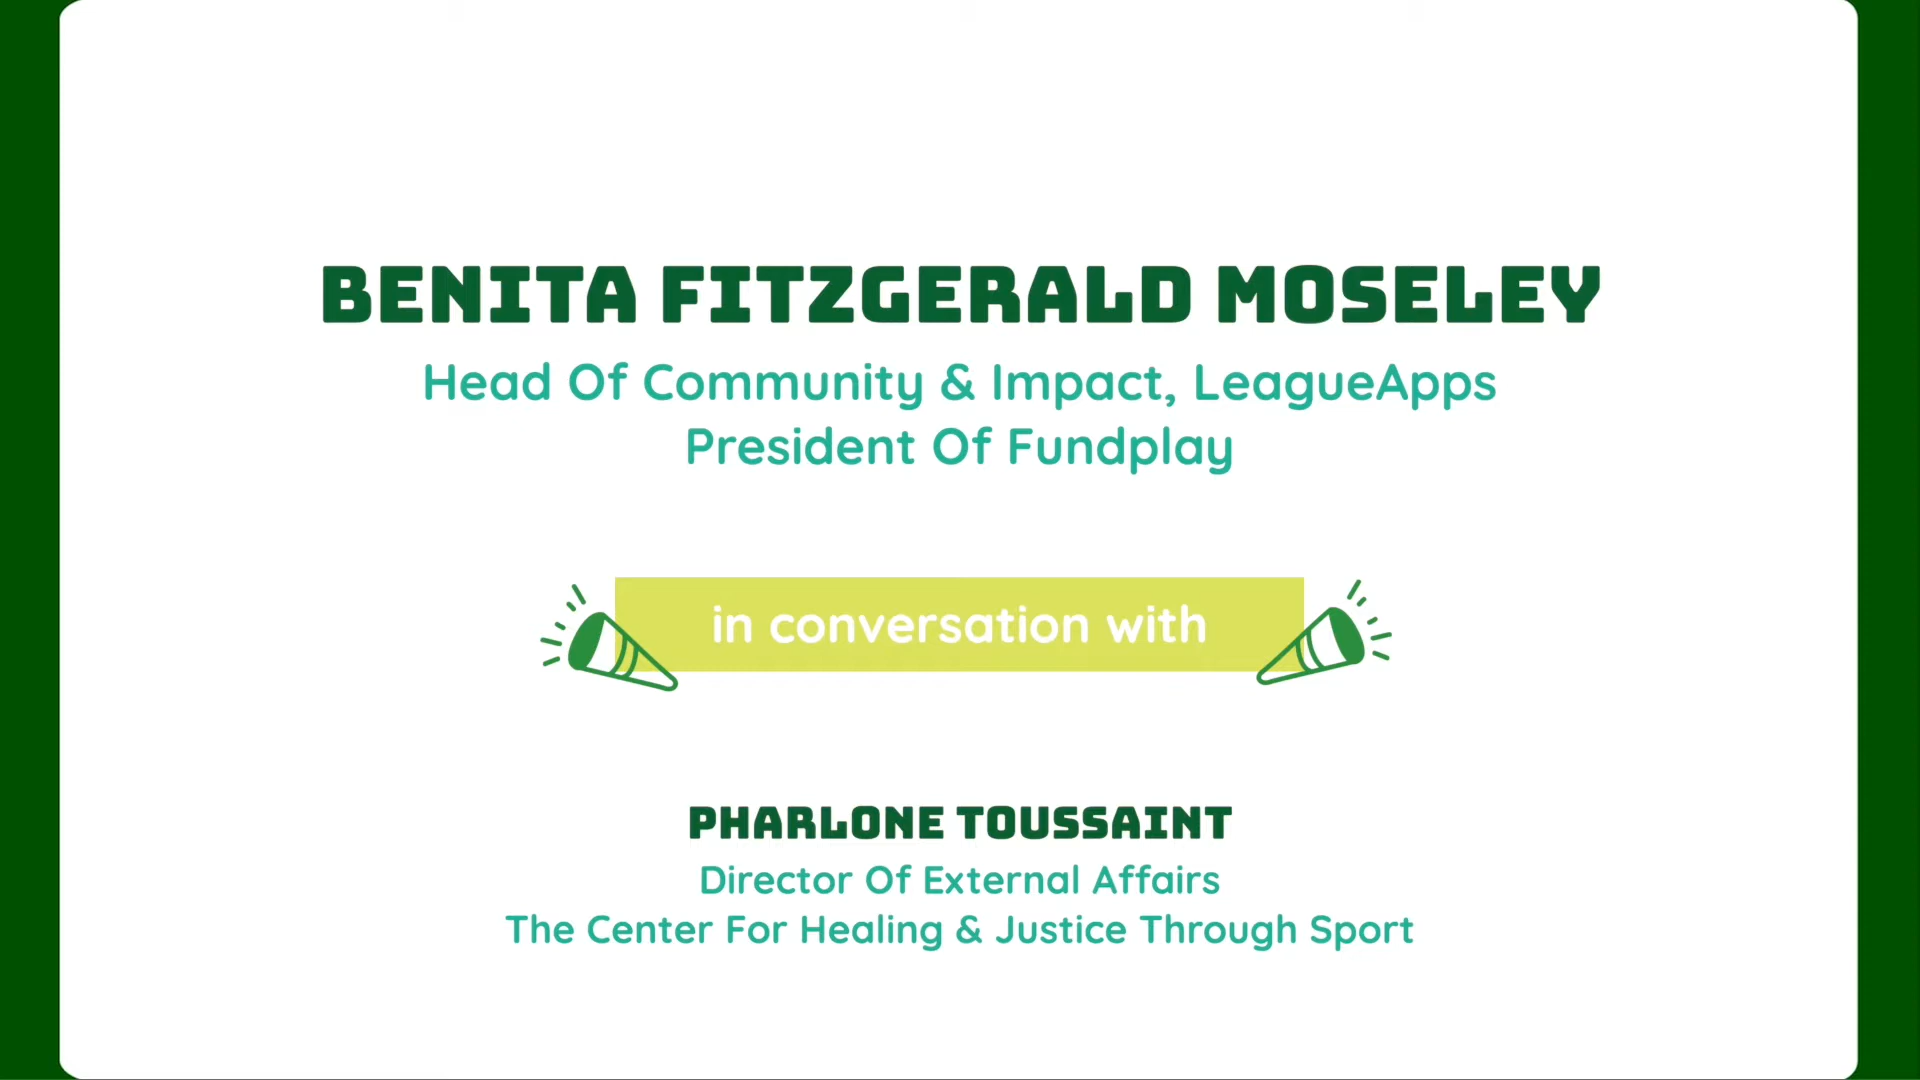 BENITA FITZGERALD MOSELEY
Head Of Community & Impact, LeagueApps
President Of Fundplay
in conversation with
PHARLONE TOUSSAINT
Director Of External Affairs
The Center For Healing & Justice Through Sport